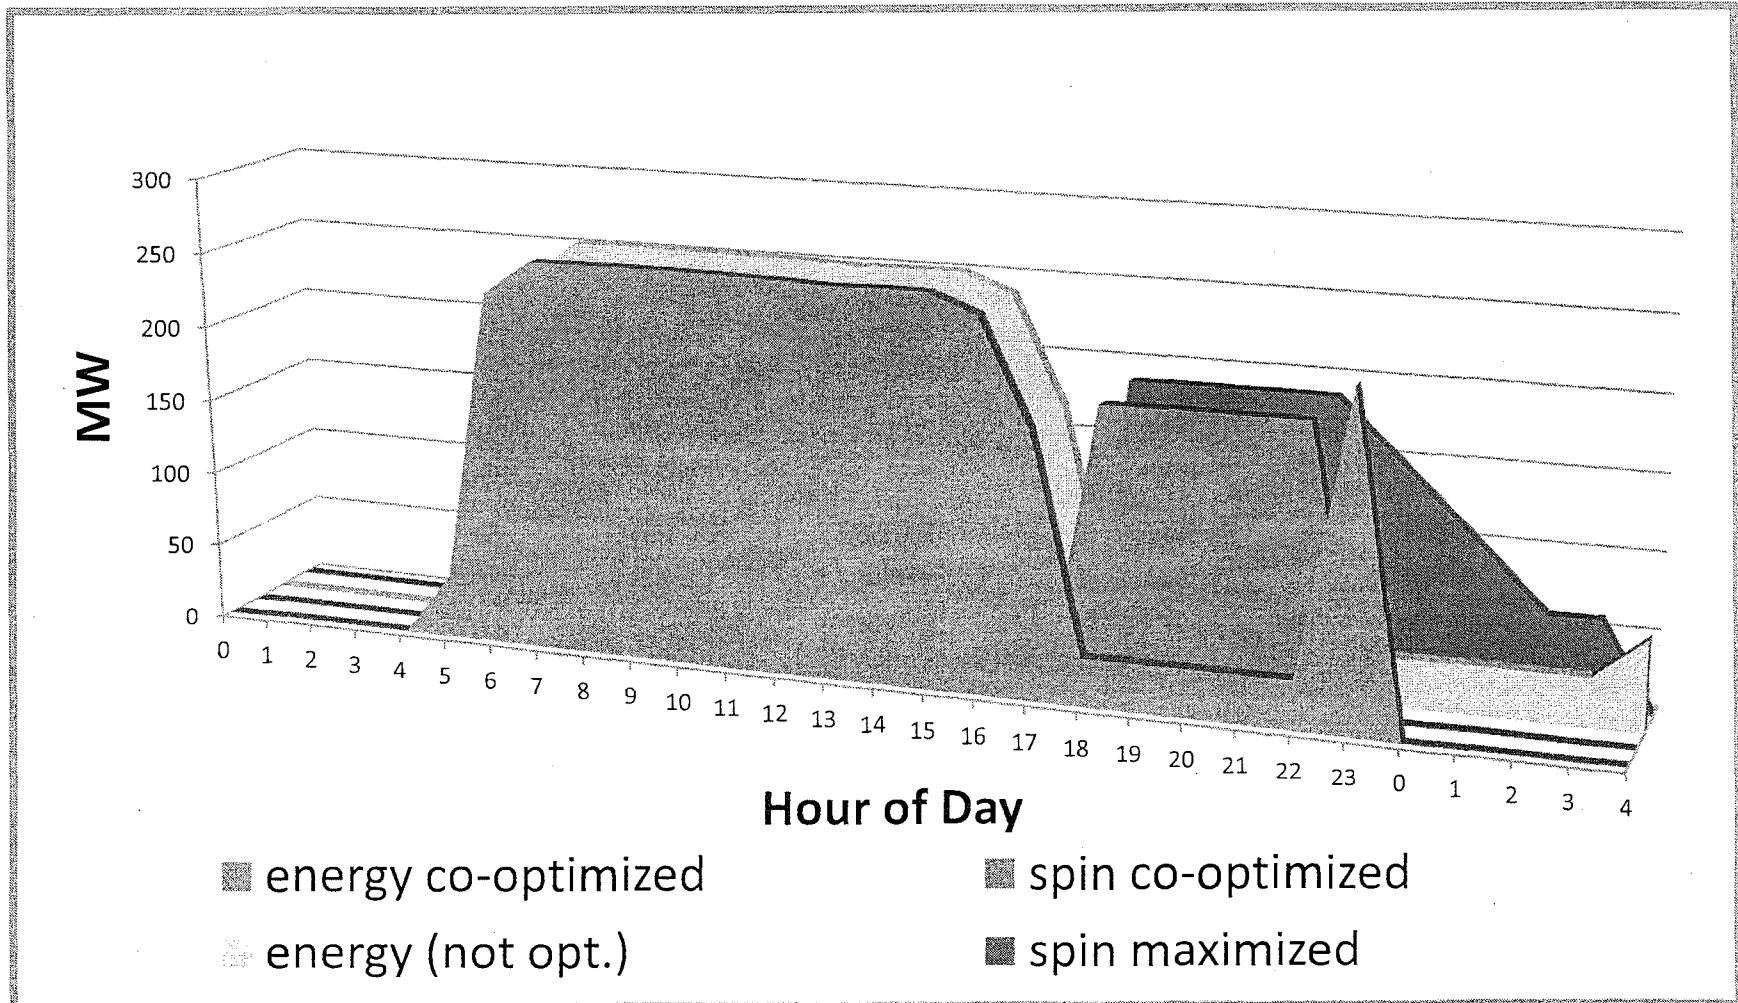 300
250
200
150
100
50
0
MW
0 1 2 3 4 5 6 7 8 9 10 11 12 13 14 15 16 17 18 19 20 21 22 23 0 1 2 3 4
Hour of Day
energy co-optimized spin co-optimized
energy (not opt.) spin maximized